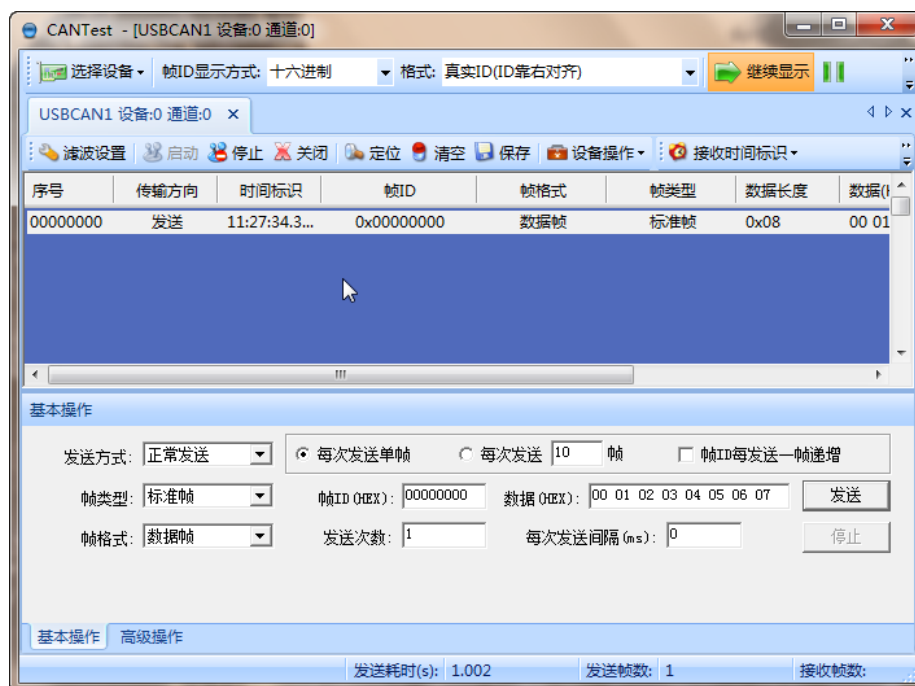 CANTest - [USBCAN1 设备:0 通道:0]
选择设备 帧ID显示方式: 十六进制 格式: 真实ID(ID靠右对齐) 继续显示
USBCAN1 设备:0 通道:0
滤波设置 启动 停止 关闭 定位 清空 保存 设备操作 接收时间标识
序号 传输方向 时间标识 帧ID 帧格式 帧类型 数据长度 数据(H
00000000 发送 11:27:34.3... 0x00000000 数据帧 标准帧 0x08 00 01
基本操作
发送方式: 正常发送 每次发送单帧 每次发送 10 帧 帧ID每发送一帧递增
帧类型: 标准帧 帧ID(HEX): 00000000 数据(HEX): 00 01 02 03 04 05 06 07 发送
帧格式: 数据帧 发送次数: 1 每次发送间隔(ms): 0 停止
基本操作 高级操作
发送耗时(s): 1.002 发送帧数: 1 接收帧数: